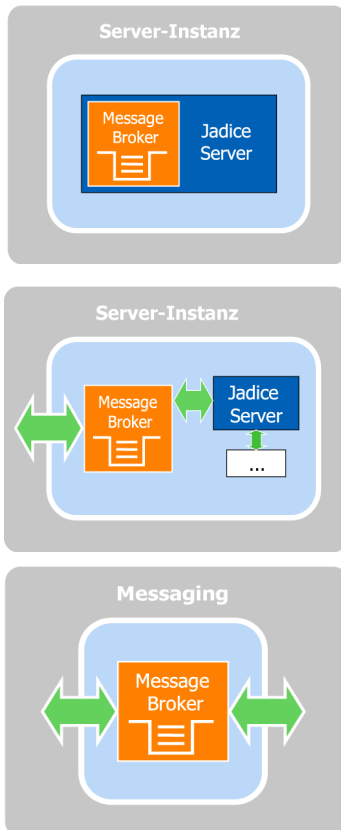 Server-Instanz
Message
Broker
Jadice
Server
Server-Instanz
Message
Broker
Jadice
Server
...
Messaging
Message
Broker